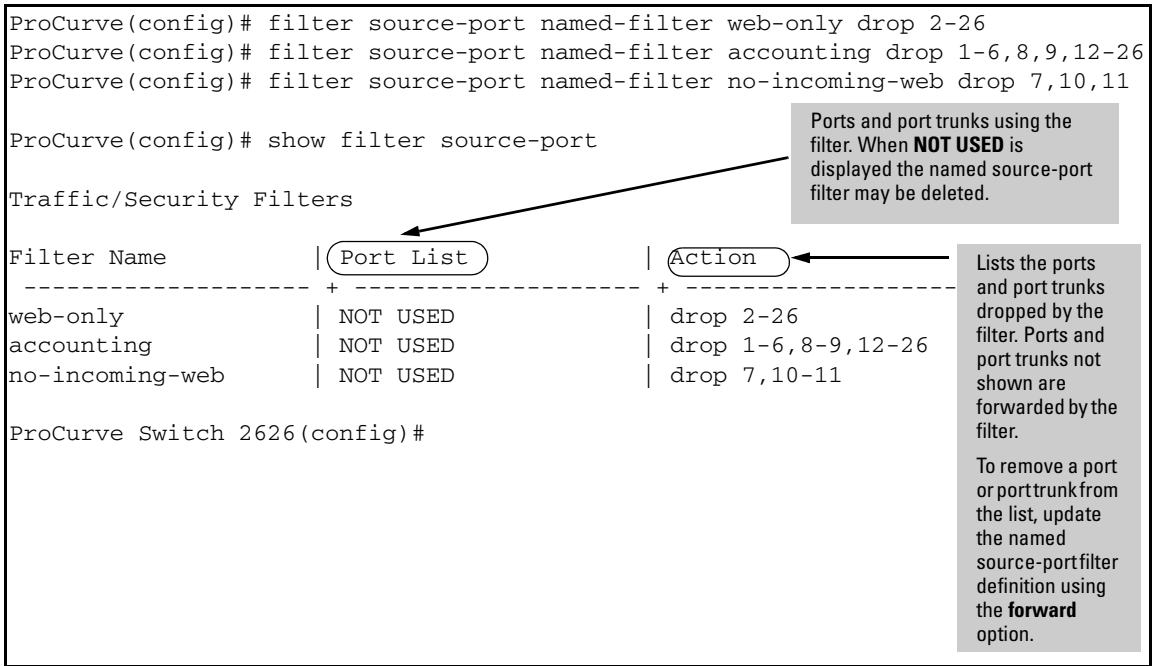 ProCurve(config)# filter source-port named-filter web-only drop 2-26
ProCurve(config)# filter source-port named-filter accounting drop 1-6,8,9,12-26
ProCurve(config)# filter source-port named-filter no-incoming-web drop 7,10,11
ProCurve(config)# show filter source-port
Ports and port trunks using the
filter. When NOT USED is
displayed the named source-port
filter may be deleted.
Traffic/Security Filters
Filter Name | Port List | Action
-------------------- + -------------------- + -------------------
web-only | NOT USED | drop 2-26
accounting | NOT USED | drop 1-6,8-9,12-26
no-incoming-web | NOT USED | drop 7,10-11
ProCurve Switch 2626(config)#
Lists the ports
and port trunks
dropped by the
filter. Ports and
port trunks not
shown are
forwarded by the
filter.
To remove a port
or port trunk from
the list, update
the named
source-port filter
definition using
the forward
option.